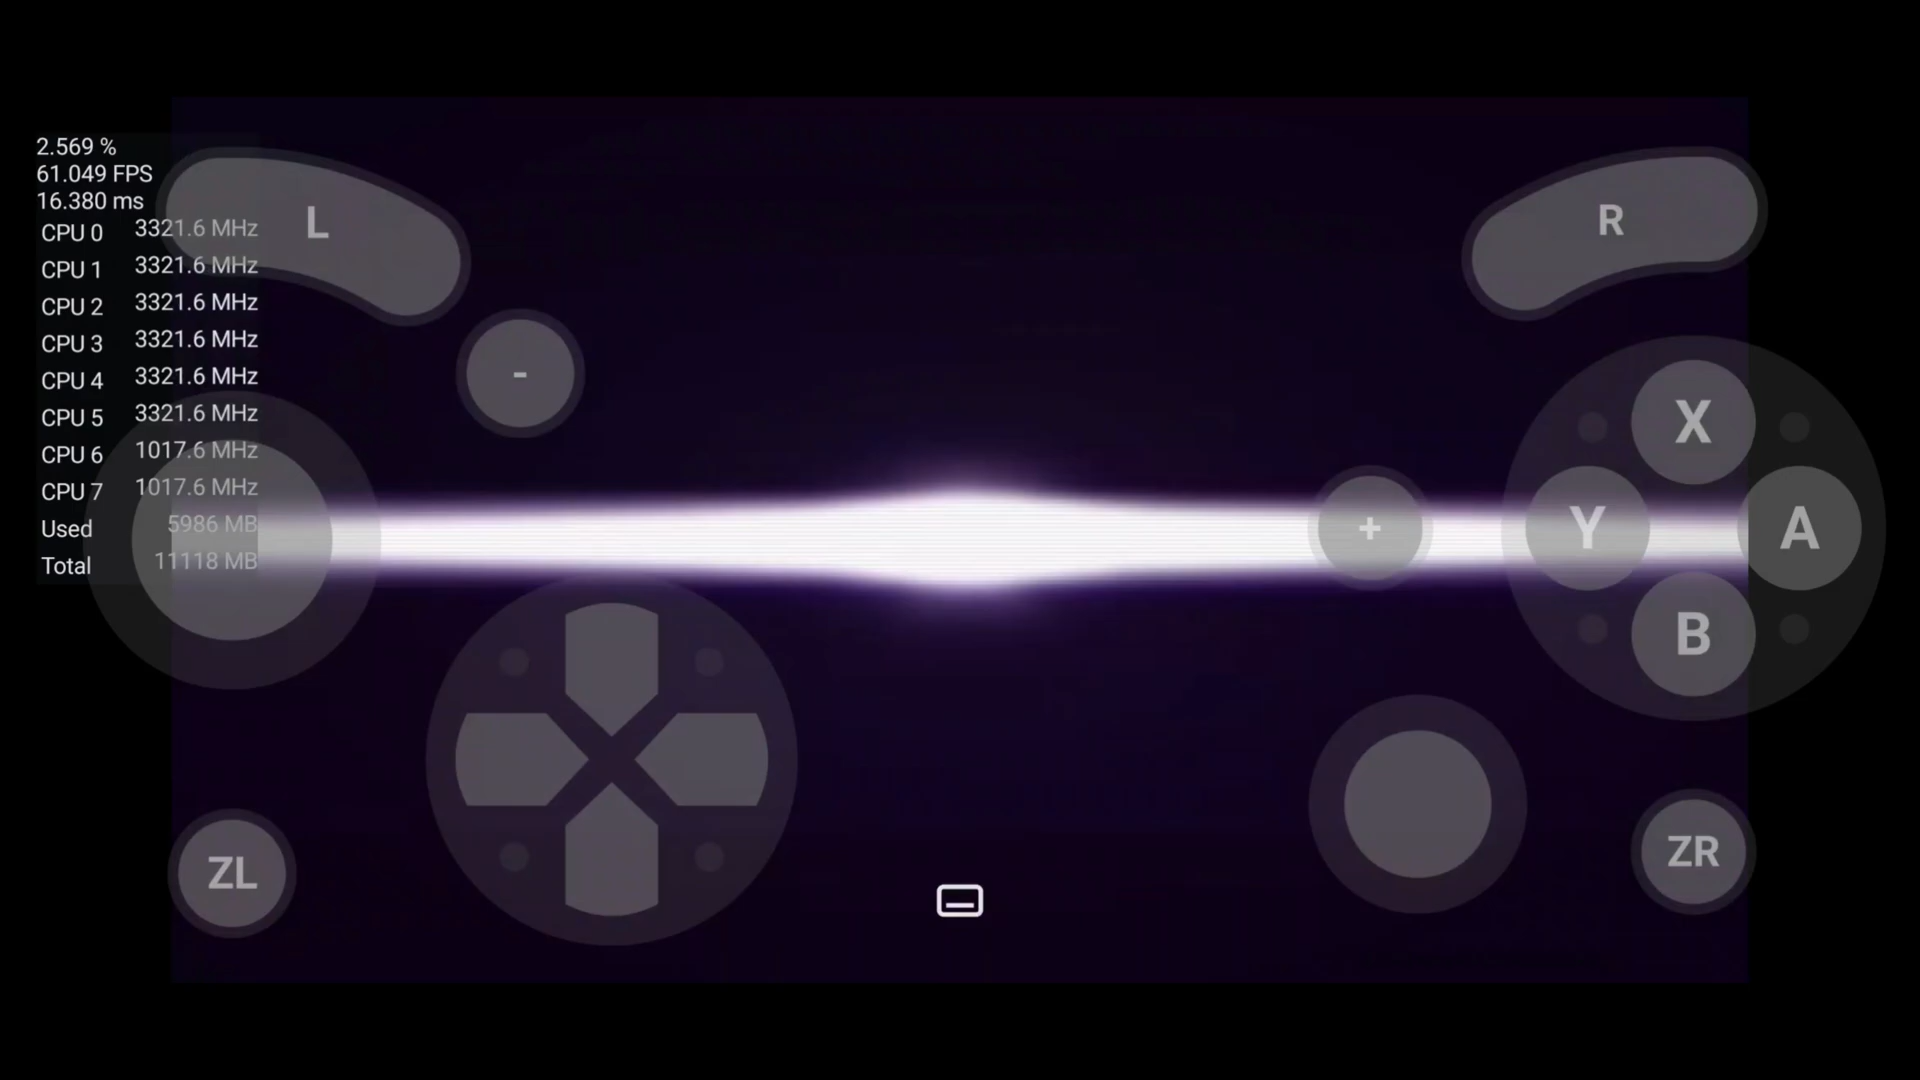 2.569 %
61.049 FPS
16.380 ms
CPU 0 3321.6 MHz
CPU 1 3321.6 MHz
CPU 2 3321.6 MHz
CPU 3 3321.6 MHz
CPU 4 3321.6 MHz
CPU 5 3321.6 MHz
CPU 6 1017.6 MHz
CPU 7 1017.6 MHz
Used 5986 MB
Total 11118 MB
L
R
-
X
+
Y
A
B
ZL
ZR